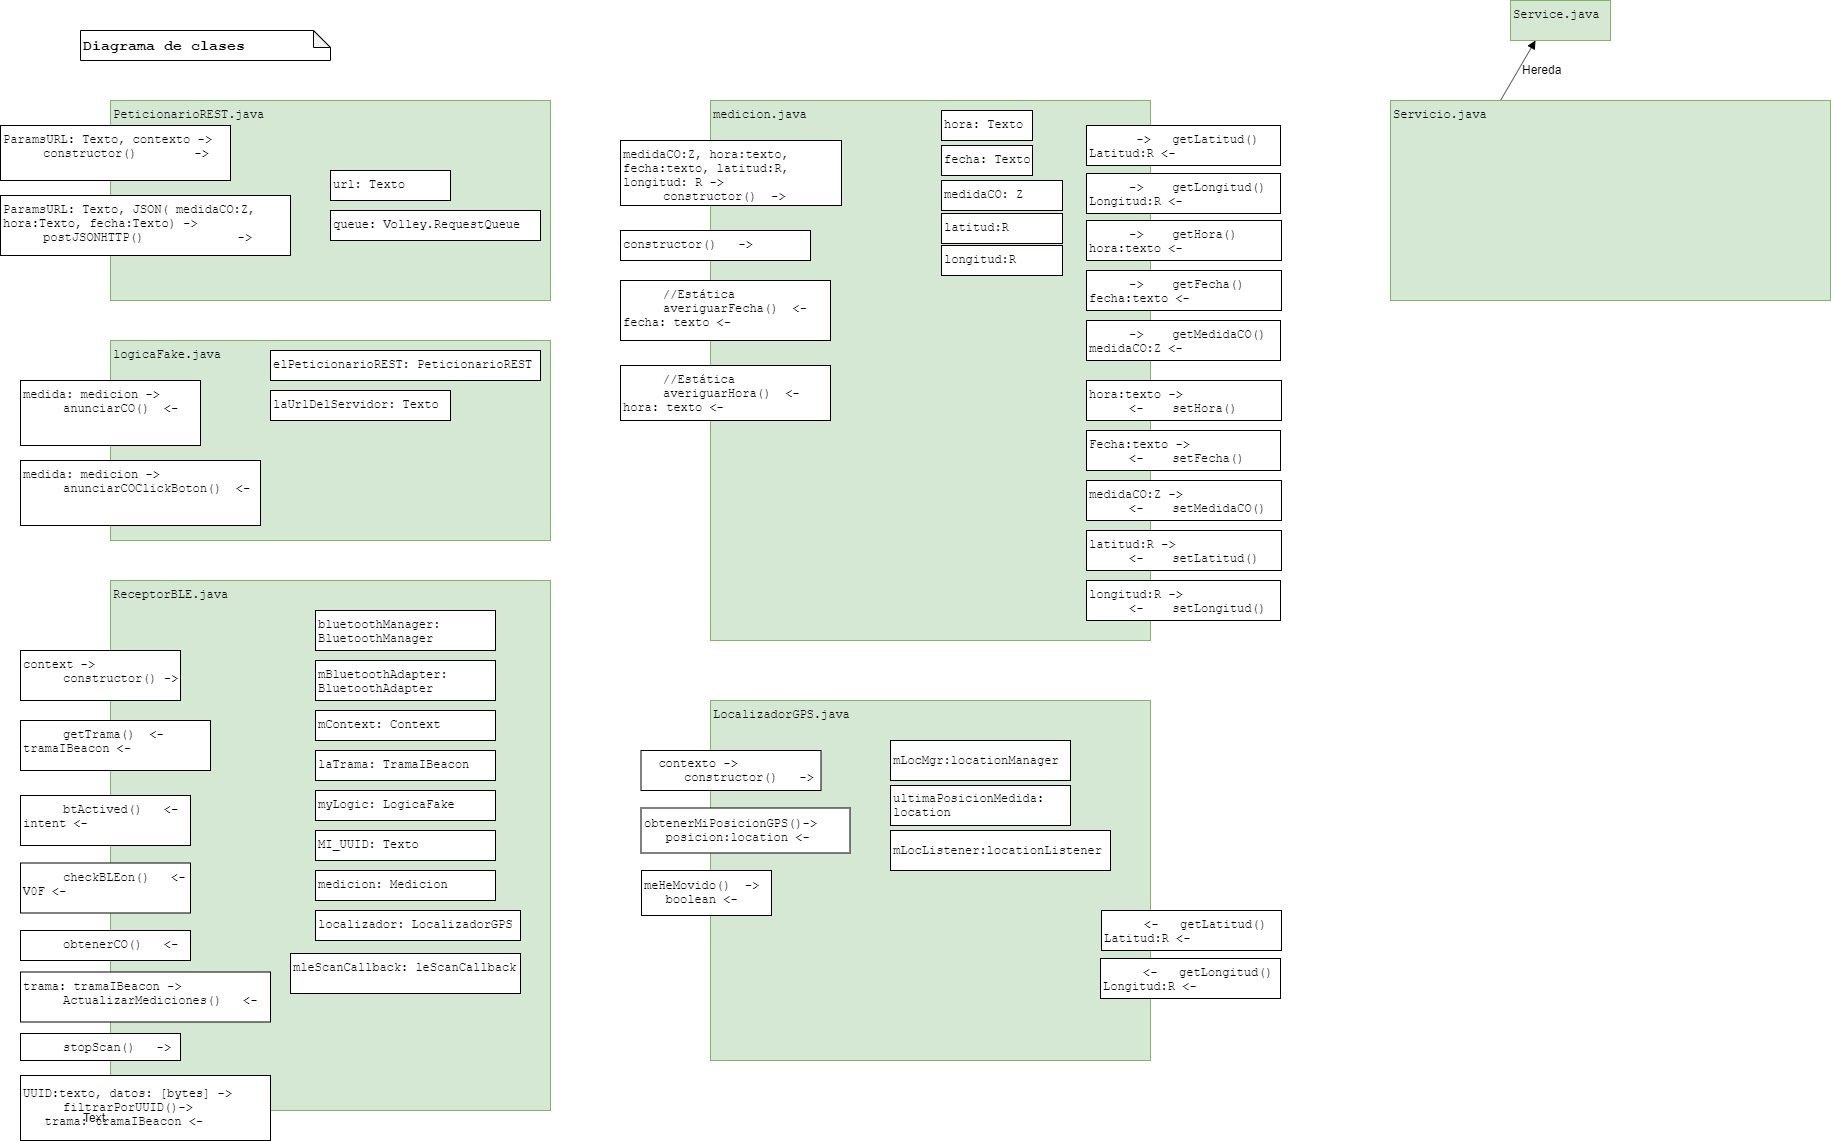 Diagrama de clases
PeticionarioREST.java
ParamsURL: Texto, contexto ->
constructor() ->
ParamsURL: Texto, JSON( medidaCO:Z,
hora:Texto, fecha:Texto) ->
postJSONHTTP() ->
url: Texto
queue: Volley.RequestQueue
logicaFake.java
medida: medicion ->
anunciarCO() <-
medida: medicion ->
anunciarCOClickBoton() <-
elPeticionarioREST: PeticionarioREST
laUrlDelServidor: Texto
ReceptorBLE.java
context ->
constructor() ->
getTrama() <-
tramaIBeacon <-
btActived() <-
intent <-
checkBLEon() <-
V0F <-
obtenerCO() <-
trama: tramaIBeacon ->
ActualizarMediciones() <-
stopScan() ->
UUID:texto, datos: [bytes] ->
filtrarPorUUID()->
trama: tramaIBeacon <-
Text
bluetoothManager:
BluetoothManager
mBluetoothAdapter:
BluetoothAdapter
mContext: Context
laTrama: TramaIBeacon
myLogic: LogicaFake
MI_UUID: Texto
medicion: Medicion
localizador: LocalizadorGPS
mleScanCallback: leScanCallback
medicion.java
medidaCO:Z, hora:texto,
fecha:texto, latitud:R,
longitud: R ->
constructor() ->
constructor() ->
//Estática
averiguarFecha() <-
fecha: texto <-
//Estática
averiguarHora() <-
hora: texto <-
hora: Texto
fecha: Texto
medidaCO: Z
latitud:R
longitud:R
-> getLatitud()
Latitud:R <-
-> getLongitud()
Longitud:R <-
-> getHora()
hora:texto <-
-> getFecha()
fecha:texto <-
-> getMedidaCO()
medidaCO:Z <-
hora:texto ->
<- setHora()
Fecha:texto ->
<- setFecha()
medidaCO:Z ->
<- setMedidaCO()
latitud:R ->
<- setLatitud()
longitud:R ->
<- setLongitud()
LocalizadorGPS.java
contexto ->
constructor() ->
obtenerMiPosicionGPS()->
posicion:location <-
meHeMovido() ->
boolean <-
mLocMgr:locationManager
ultimaPosicionMedida:
location
mLocListener:locationListener
<- getLatitud()
Latitud:R <-
<- getLongitud()
Longitud:R <-
Service.java
Hereda
Servicio.java